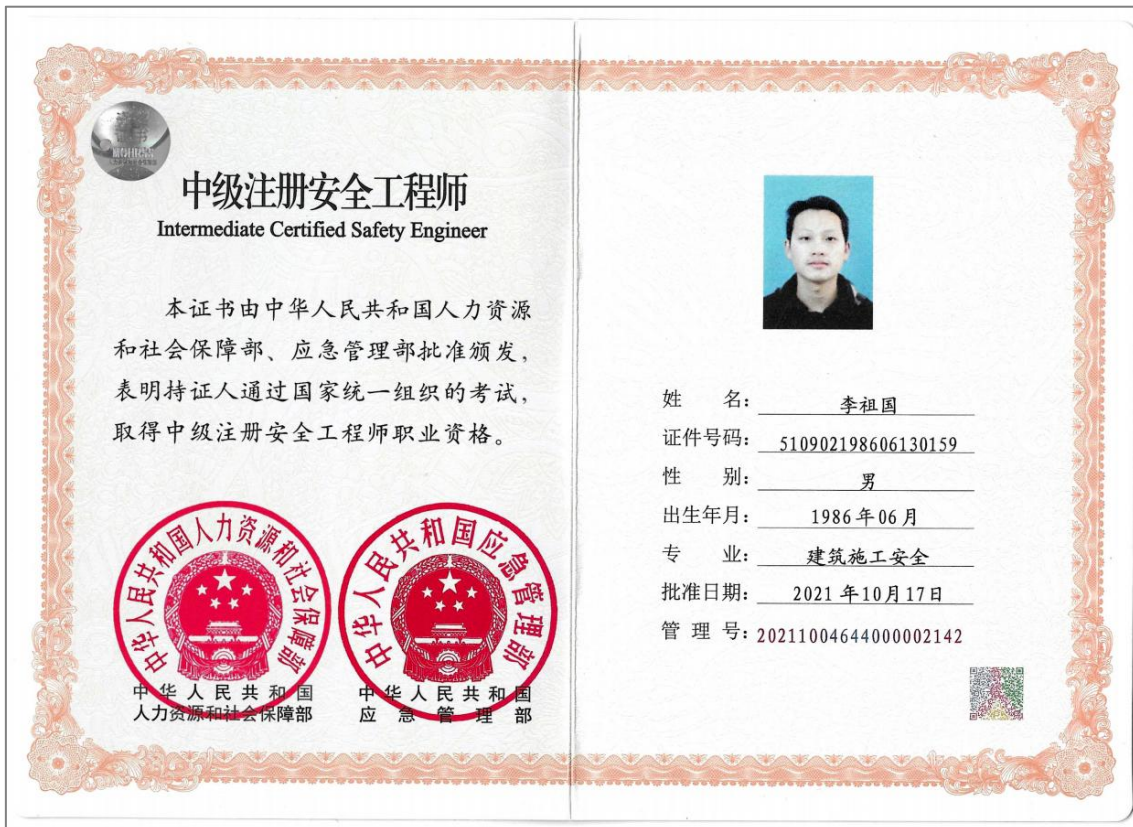 中级注册安全工程师
Intermediate Certified Safety Engineer
本证书由中华人民共和国人力资源
和社会保障部、应急管理部批准颁发，
表明持证人通过国家统一组织的考试，
取得中级注册安全工程师职业资格。
中华人民共和国人力资源和社会保障部
中华人民共和国
人力资源和社会保障部
中华人民共和国应急管理部
中华人民共和国
应急管理部
姓 名： 李祖国
证件号码： 510902198606130159
性 别： 男
出生年月： 1986年06月
专 业： 建筑施工安全
批准日期： 2021年10月17日
管 理 号： 20211004644000002142